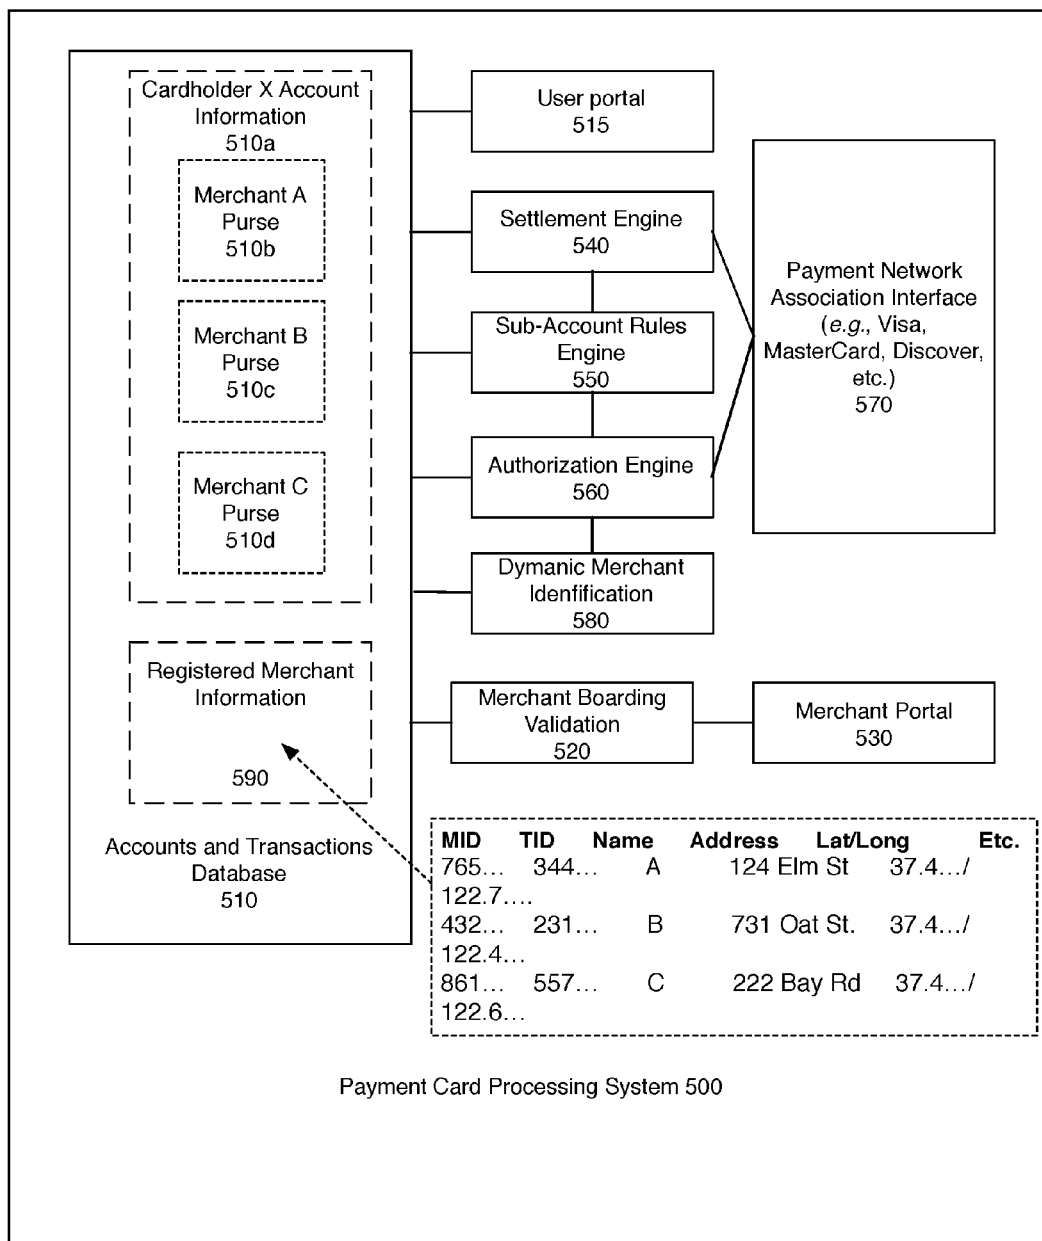 Cardholder X Account
Information
510a
Merchant A
Purse
510b
Merchant B
Purse
510c
Merchant C
Purse
510d
Registered Merchant
Information
590
Accounts and Transactions
Database
510
User portal
515
Settlement Engine
540
Sub-Account Rules
Engine
550
Authorization Engine
560
Dymanic Merchant
Idenfification
580
Payment Network
Association Interface
(e.g., Visa,
MasterCard, Discover,
etc.)
570
Merchant Boarding
Validation
520
Merchant Portal
530
MID TID Name Address Lat/Long Etc.
765... 344... A 124 Elm St 37.4.../
122.7....
432... 231... B 731 Oat St. 37.4.../
122.4...
861... 557... C 222 Bay Rd 37.4.../
122.6...
Payment Card Processing System 500